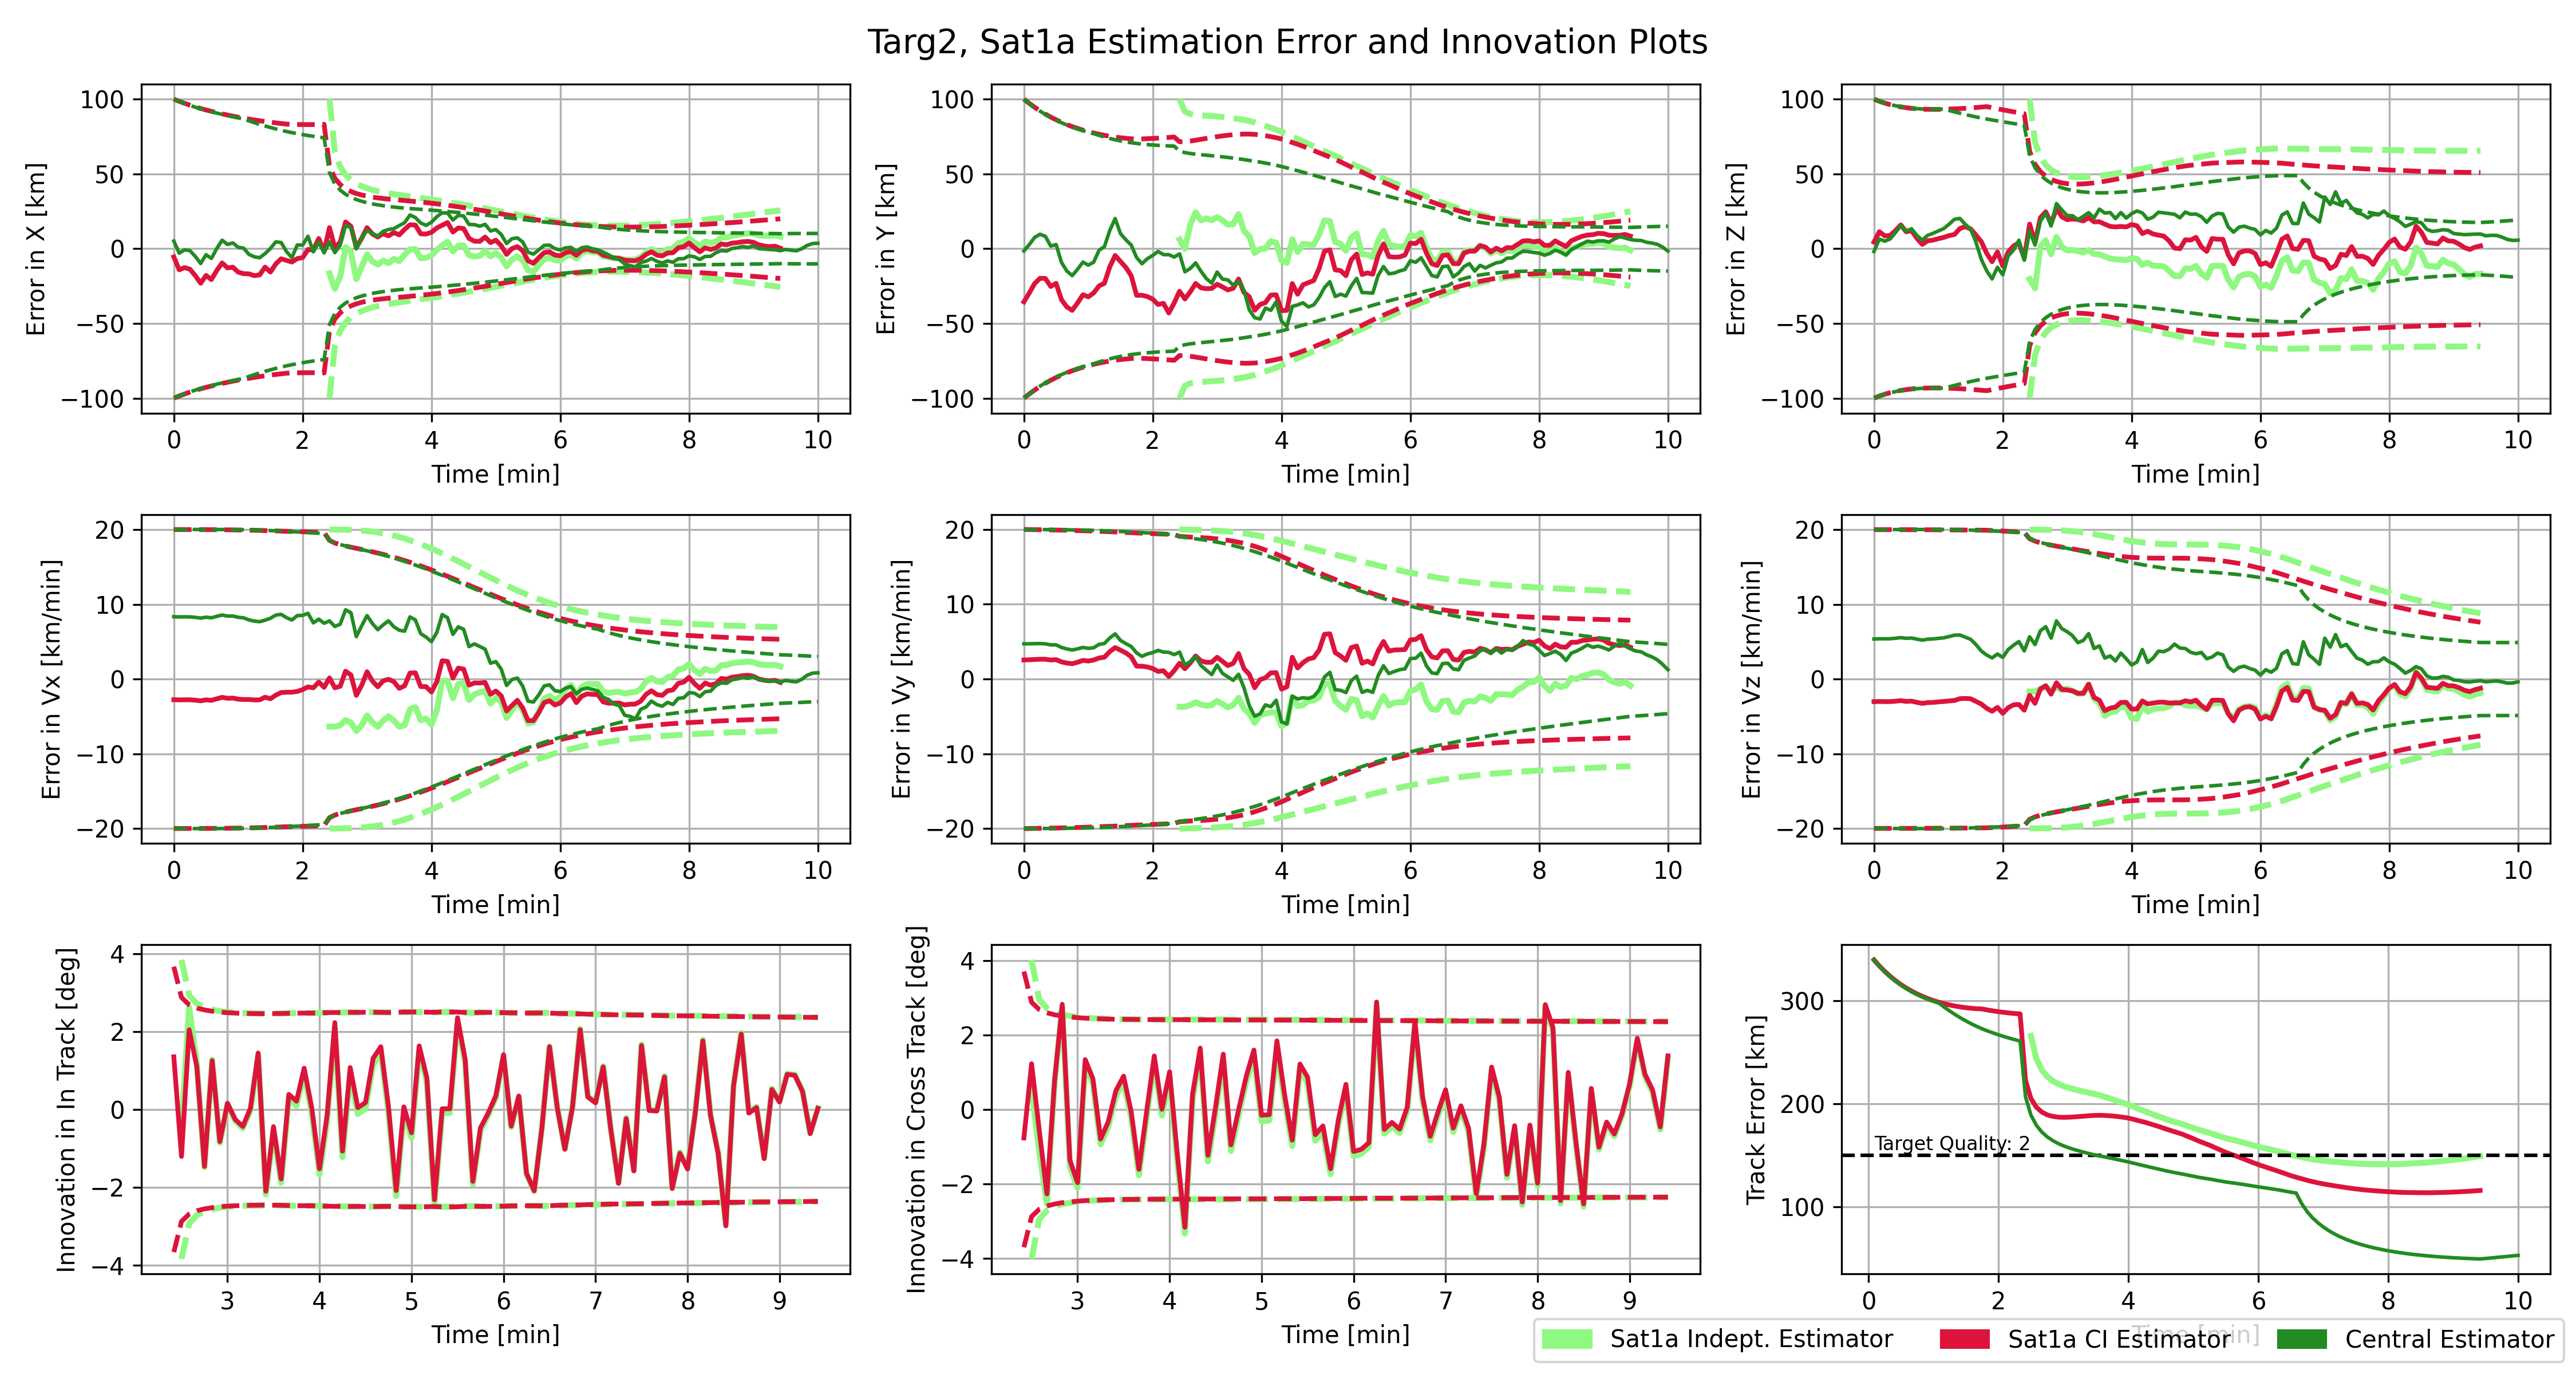 Targ2, Sat1a Estimation Error and Innovation Plots
Error in X [km]
100
50
0
−50
−100
0 2 4 6 8 10
Time [min]
Error in Y [km]
100
50
0
−50
−100
0 2 4 6 8 10
Time [min]
Error in Z [km]
100
50
0
−50
−100
0 2 4 6 8 10
Time [min]
Error in Vx [km/min]
20
10
0
−10
−20
0 2 4 6 8 10
Time [min]
Error in Vy [km/min]
20
10
0
−10
−20
0 2 4 6 8 10
Time [min]
Error in Vz [km/min]
20
10
0
−10
−20
0 2 4 6 8 10
Time [min]
Innovation in In Track [deg]
4
2
0
−2
−4
3 4 5 6 7 8 9
Time [min]
Innovation in Cross Track [deg]
4
2
0
−2
−4
3 4 5 6 7 8 9
Time [min]
Track Error [km]
300
200
100
Target Quality: 2
0 2 4 6 8 10
Time [min]
Sat1a Indept. Estimator Sat1a CI Estimator Central Estimator